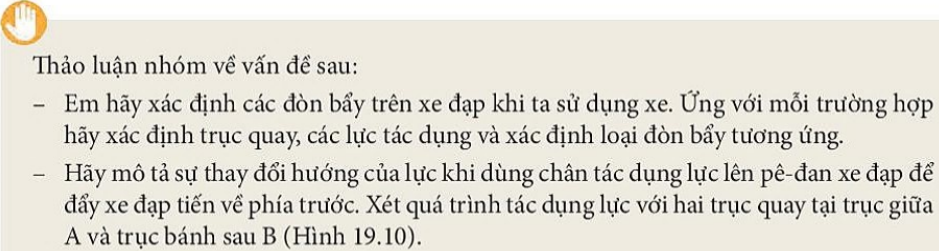 Thảo luận nhóm về vấn đề sau:
– Em hãy xác định các đòn bẩy trên xe đạp khi ta sử dụng xe. Ứng với mỗi trường hợp
hãy xác định trục quay, các lực tác dụng và xác định loại đòn bẩy tương ứng.
– Hãy mô tả sự thay đổi hướng của lực khi dùng chân tác dụng lực lên pê-đan xe đạp để
đẩy xe đạp tiến về phía trước. Xét quá trình tác dụng lực với hai trục quay tại trục giữa
A và trục bánh sau B (Hình 19.10).